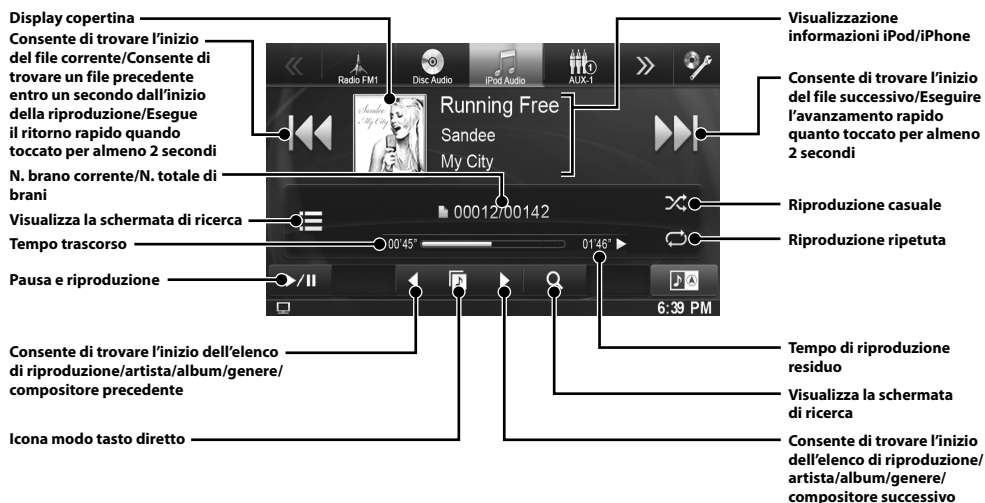 Display copertina
Consente di trovare l'inizio
del file corrente/Consente di
trovare un file precedente
entro un secondo dall'inizio
della riproduzione/Esegue
il ritorno rapido quando
toccato per almeno 2 secondi
N. brano corrente/N. totale di
brani
Visualizza la schermata di ricerca
Tempo trascorso
Pausa e riproduzione
Consente di trovare l'inizio dell'elenco
di riproduzione/artista/album/genere/
compositore precedente
Icona modo tasto diretto
Radio FM1
Disc Audio
iPod Audio
AUX-1
Sandee
My City
Running Free
Sandee
My City
00012/00142
00'45"
01'46"
6:39 PM
Visualizzazione
informazioni iPod/iPhone
Consente di trovare l'inizio
del file successivo/Eseguire
l'avanzamento rapido
quanto toccato per almeno
2 secondi
Riproduzione casuale
Riproduzione ripetuta
Tempo di riproduzione
residuo
Visualizza la schermata
di ricerca
Consente di trovare l'inizio
dell'elenco di riproduzione/
artista/album/genere/
compositore successivo